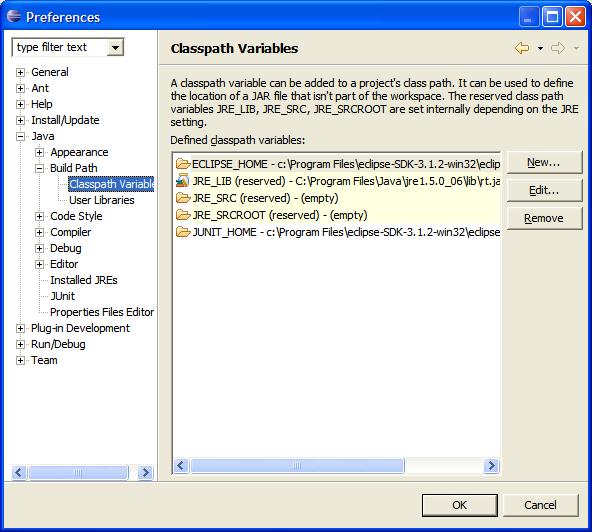 Preferences
type filter text
Classpath Variables
General
Ant
Help
Install/Update
Java
Appearance
Build Path
Classpath Variable
User Libraries
Code Style
Compiler
Debug
Editor
Installed JREs
JUnit
Properties Files Editor
Plug-in Development
Run/Debug
Team
A classpath variable can be added to a project's class path. It can be used to define
the location of a JAR file that isn't part of the workspace. The reserved class path
variables JRE_LIB, JRE_SRC, JRE_SRCROOT are set internally depending on the JRE
setting.
Defined classpath variables:
ECLIPSE_HOME - c:\Program Files\eclipse-SDK-3.1.2-win32\eclip
JRE_LIB (reserved) - C:\Program Files\Java\jre1.5.0_06\lib\rt.ja
JRE_SRC (reserved) - (empty)
JRE_SRCROOT (reserved) - (empty)
JUNIT_HOME - c:\Program Files\eclipse-SDK-3.1.2-win32\eclipse
New...
Edit...
Remove
OK
Cancel